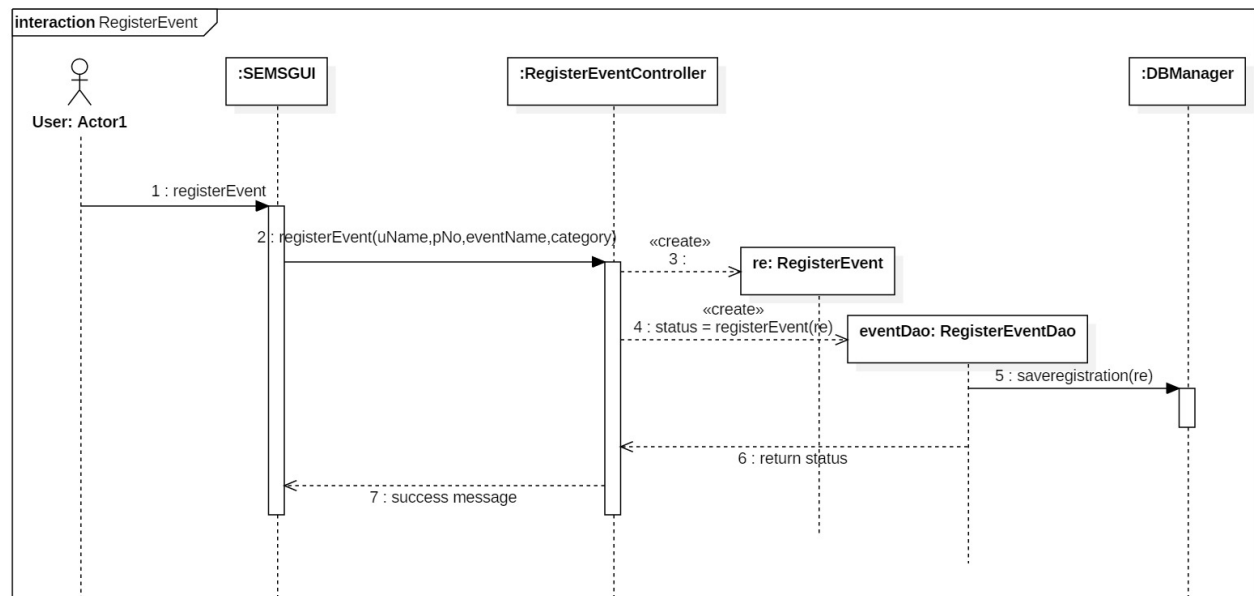 interaction RegisterEvent
:SEMSGUI
:RegisterEventController
:DBManager
User: Actor1
1 : registerEvent
2 : registerEvent(uName,pNo,eventName,category)
«create»
3 :
re: RegisterEvent
«create»
4 : status = registerEvent(re)
eventDao: RegisterEventDao
5 : saveregistration(re)
6 : return status
7 : success message